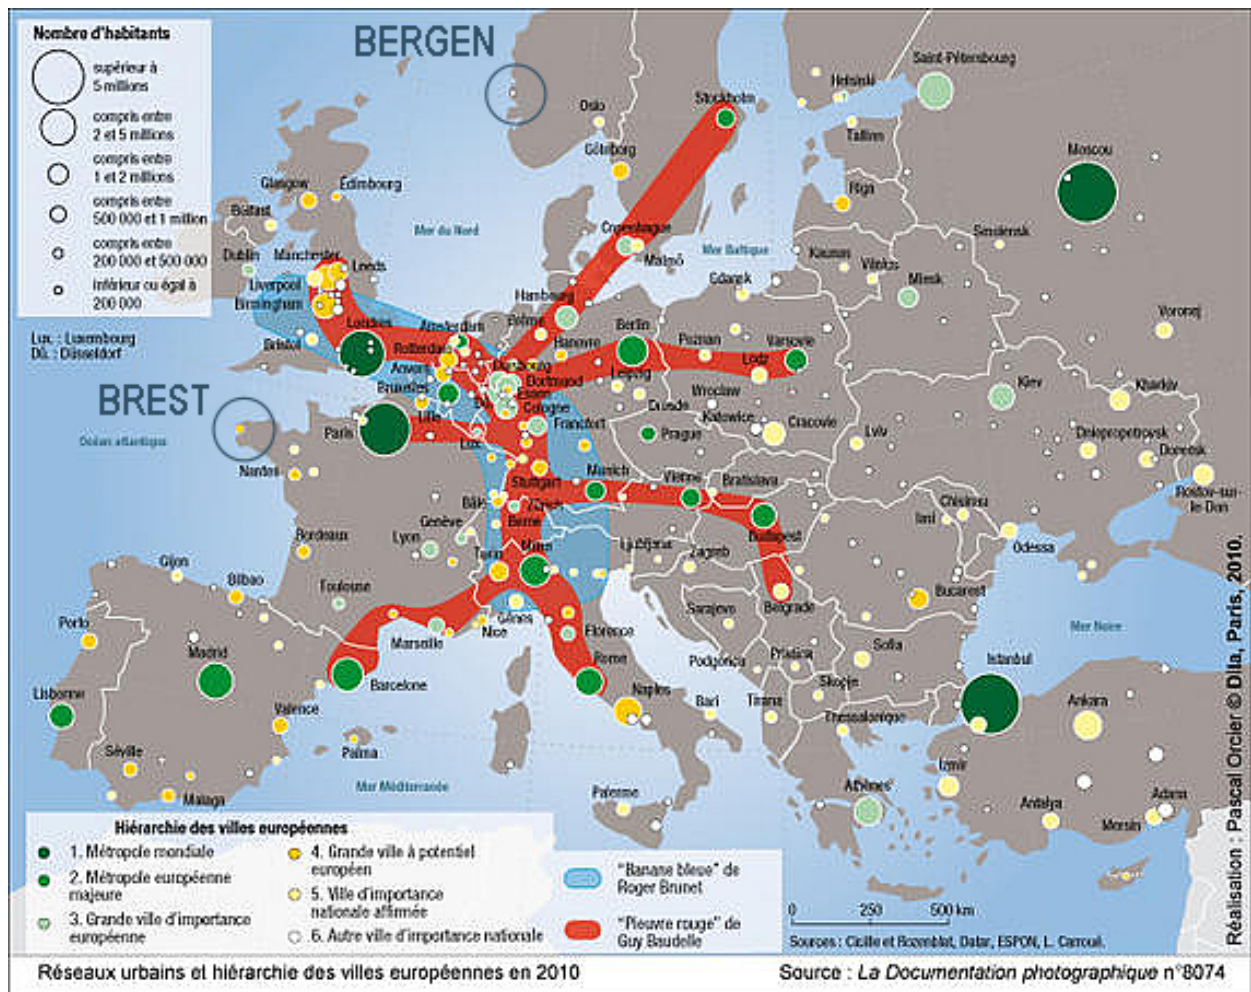 BERGEN
BREST
Nombre d'habitants
supérieur à
5 millions
compris entre
2 et 5 millions
compris entre
1 et 2 millions
compris entre
500 000 et 1 million
compris entre
200 000 et 500 000
inférieur ou égal à
200 000
Lux. : Luxembourg
Dü. : Düsseldorf
Saint-Pétersbourg
Helsinki
Stockholm
Oslo
Tallinn
Göteborg
Moscou
Glasgow
Édimbourg
Riga
Belfast
Mer du Nord
Copenhague
Smolensk
Dublin
Manchester
Leeds
Mer Baltique
Malmö
Kaunas
Vilnius
Minsk
Liverpool
Gdansk
Birmingham
Hambourg
Voronej
Londres
Amsterdam
Brême
Berlin
Bristol
Rotterdam
Hanovre
Poznan
Varsovie
Anvers
Duisbourg
Lodz
Bruxelles
Dortmund
Leipzig
Essen
Wroclaw
Kiev
Kharkiv
Dü.
Dresde
Lille
Cologne
Katowice
Océan atlantique
Paris
Lux.
Francfort
Prague
Cracovie
Lviv
Dniepropetrovsk
Donetsk
Nantes
Munich
Vienne
Bratislava
Stuttgart
Rostov-sur-
le-Don
Bâle
Zurich
Chisinau
Genève
Berne
Budapest
Iasi
Lyon
Milan
Ljubljana
Odessa
Bordeaux
Turin
Zagreb
Gijon
Bilbao
Toulouse
Gênes
Belgrade
Bucarest
Sarajevo
Porto
Marseille
Nice
Florence
Mer Noire
Madrid
Podgorica
Pristina
Sofia
Istanbul
Lisbonne
Barcelone
Rome
Skopje
Valence
Naples
Bari
Tirana
Ankara
Thessalonique
Séville
Palma
Izmir
Malaga
Mer Méditerranée
Palerme
Athènes
Antalya
Adana
Mersin
Hiérarchie des villes européennes
1. Métropole mondiale
2. Métropole européenne
majeure
3. Grande ville d'importance
européenne
4. Grande ville à potentiel
européen
5. Ville d'importance
nationale affirmée
6. Autre ville d'importance nationale
"Banane bleue" de
Roger Brunet
"Pieuvre rouge" de
Guy Baudelle
0 250 500 km
Sources : Cicille et Rozenblat, Datar, ESPON, L. Carroué.
Réalisation : Pascal Orcier © Dila, Paris, 2010.
Réseaux urbains et hiérarchie des villes européennes en 2010
Source : La Documentation photographique n°8074